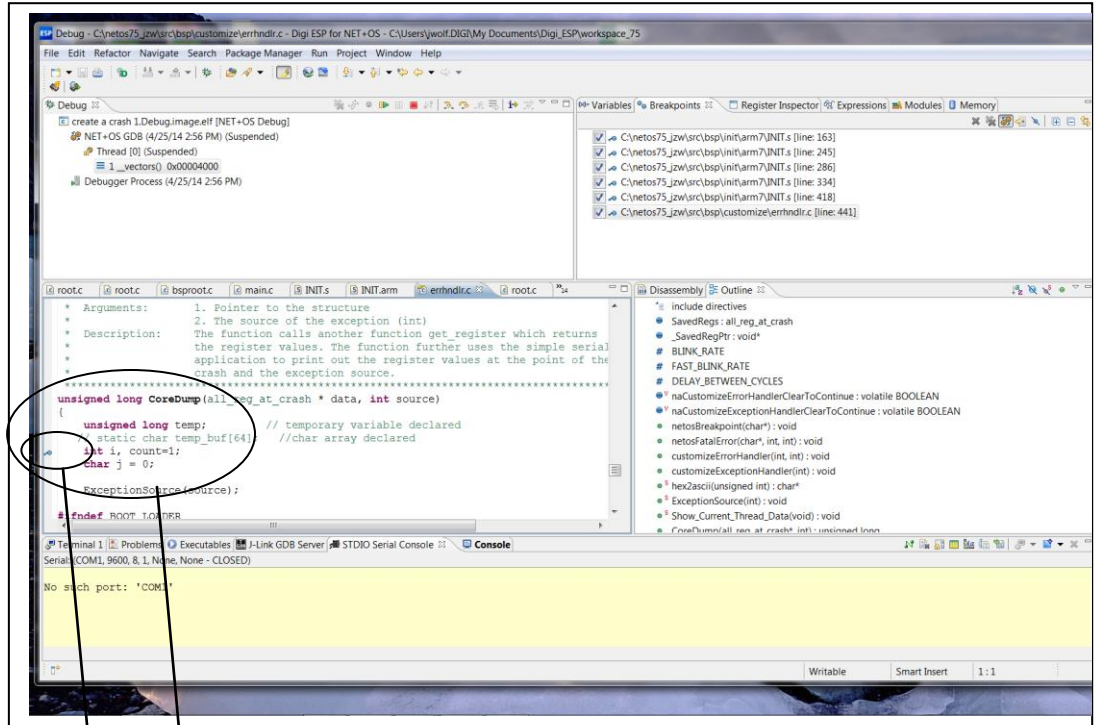 Debug - C:\netos75_jzw\src\bsp\customize\errhndlr.c - Digi ESP for NET+OS - C:\Users\jwolf.DIGI\My Documents\Digi_ESP\workspace_75
File Edit Refactor Navigate Search Package Manager Run Project Window Help
Debug
create a crash 1.Debug.image.elf [NET+OS Debug]
NET+OS GDB (4/25/14 2:56 PM) (Suspended)
Thread [0] (Suspended)
1 __vectors() 0x00004000
Debugger Process (4/25/14 2:56 PM)
Variables Breakpoints Register Inspector Expressions Modules Memory
C:\netos75_jzw\src\bsp\init\arm7\INIT.s [line: 163]
C:\netos75_jzw\src\bsp\init\arm7\INIT.s [line: 245]
C:\netos75_jzw\src\bsp\init\arm7\INIT.s [line: 286]
C:\netos75_jzw\src\bsp\init\arm7\INIT.s [line: 334]
C:\netos75_jzw\src\bsp\init\arm7\INIT.s [line: 418]
C:\netos75_jzw\src\bsp\customize\errhndlr.c [line: 441]
root.c root.c bsproot.c main.c INIT.s INIT.arm errhndlr.c root.c »14
* Arguments: 1. Pointer to the structure
* 2. The source of the exception (int)
* Description: The function calls another function get_register which returns
* the register values. The function further uses the simple serial
* application to print out the register values at the point of the
* crash and the exception source.
******************************************************************************
unsigned long CoreDump(all_reg_at_crash * data, int source)
{
unsigned long temp; // temporary variable declared
// static char temp_buf[64]; //char array declared
int i, count=1;
char j = 0;
ExceptionSource(source);
#ifndef BOOT_LOADER
Disassembly Outline
include directives
SavedRegs : all_reg_at_crash
_SavedRegPtr : void*
# BLINK_RATE
# FAST_BLINK_RATE
# DELAY_BETWEEN_CYCLES
naCustomizeErrorHandlerClearToContinue : volatile BOOLEAN
naCustomizeExceptionHandlerClearToContinue : volatile BOOLEAN
netosBreakpoint(char*) : void
netosFatalError(char*, int, int) : void
customizeErrorHandler(int, int) : void
customizeExceptionHandler(int) : void
hex2ascii(unsigned int) : char*
ExceptionSource(int) : void
Show_Current_Thread_Data(void) : void
CoreDump(all_reg_at_crash*, int) : unsigned long
Terminal 1 Problems Executables J-Link GDB Server STDIO Serial Console Console
Serial: (COM1, 9600, 8, 1, None, None - CLOSED)
No such port: 'COM1'
Writable Smart Insert 1 : 1